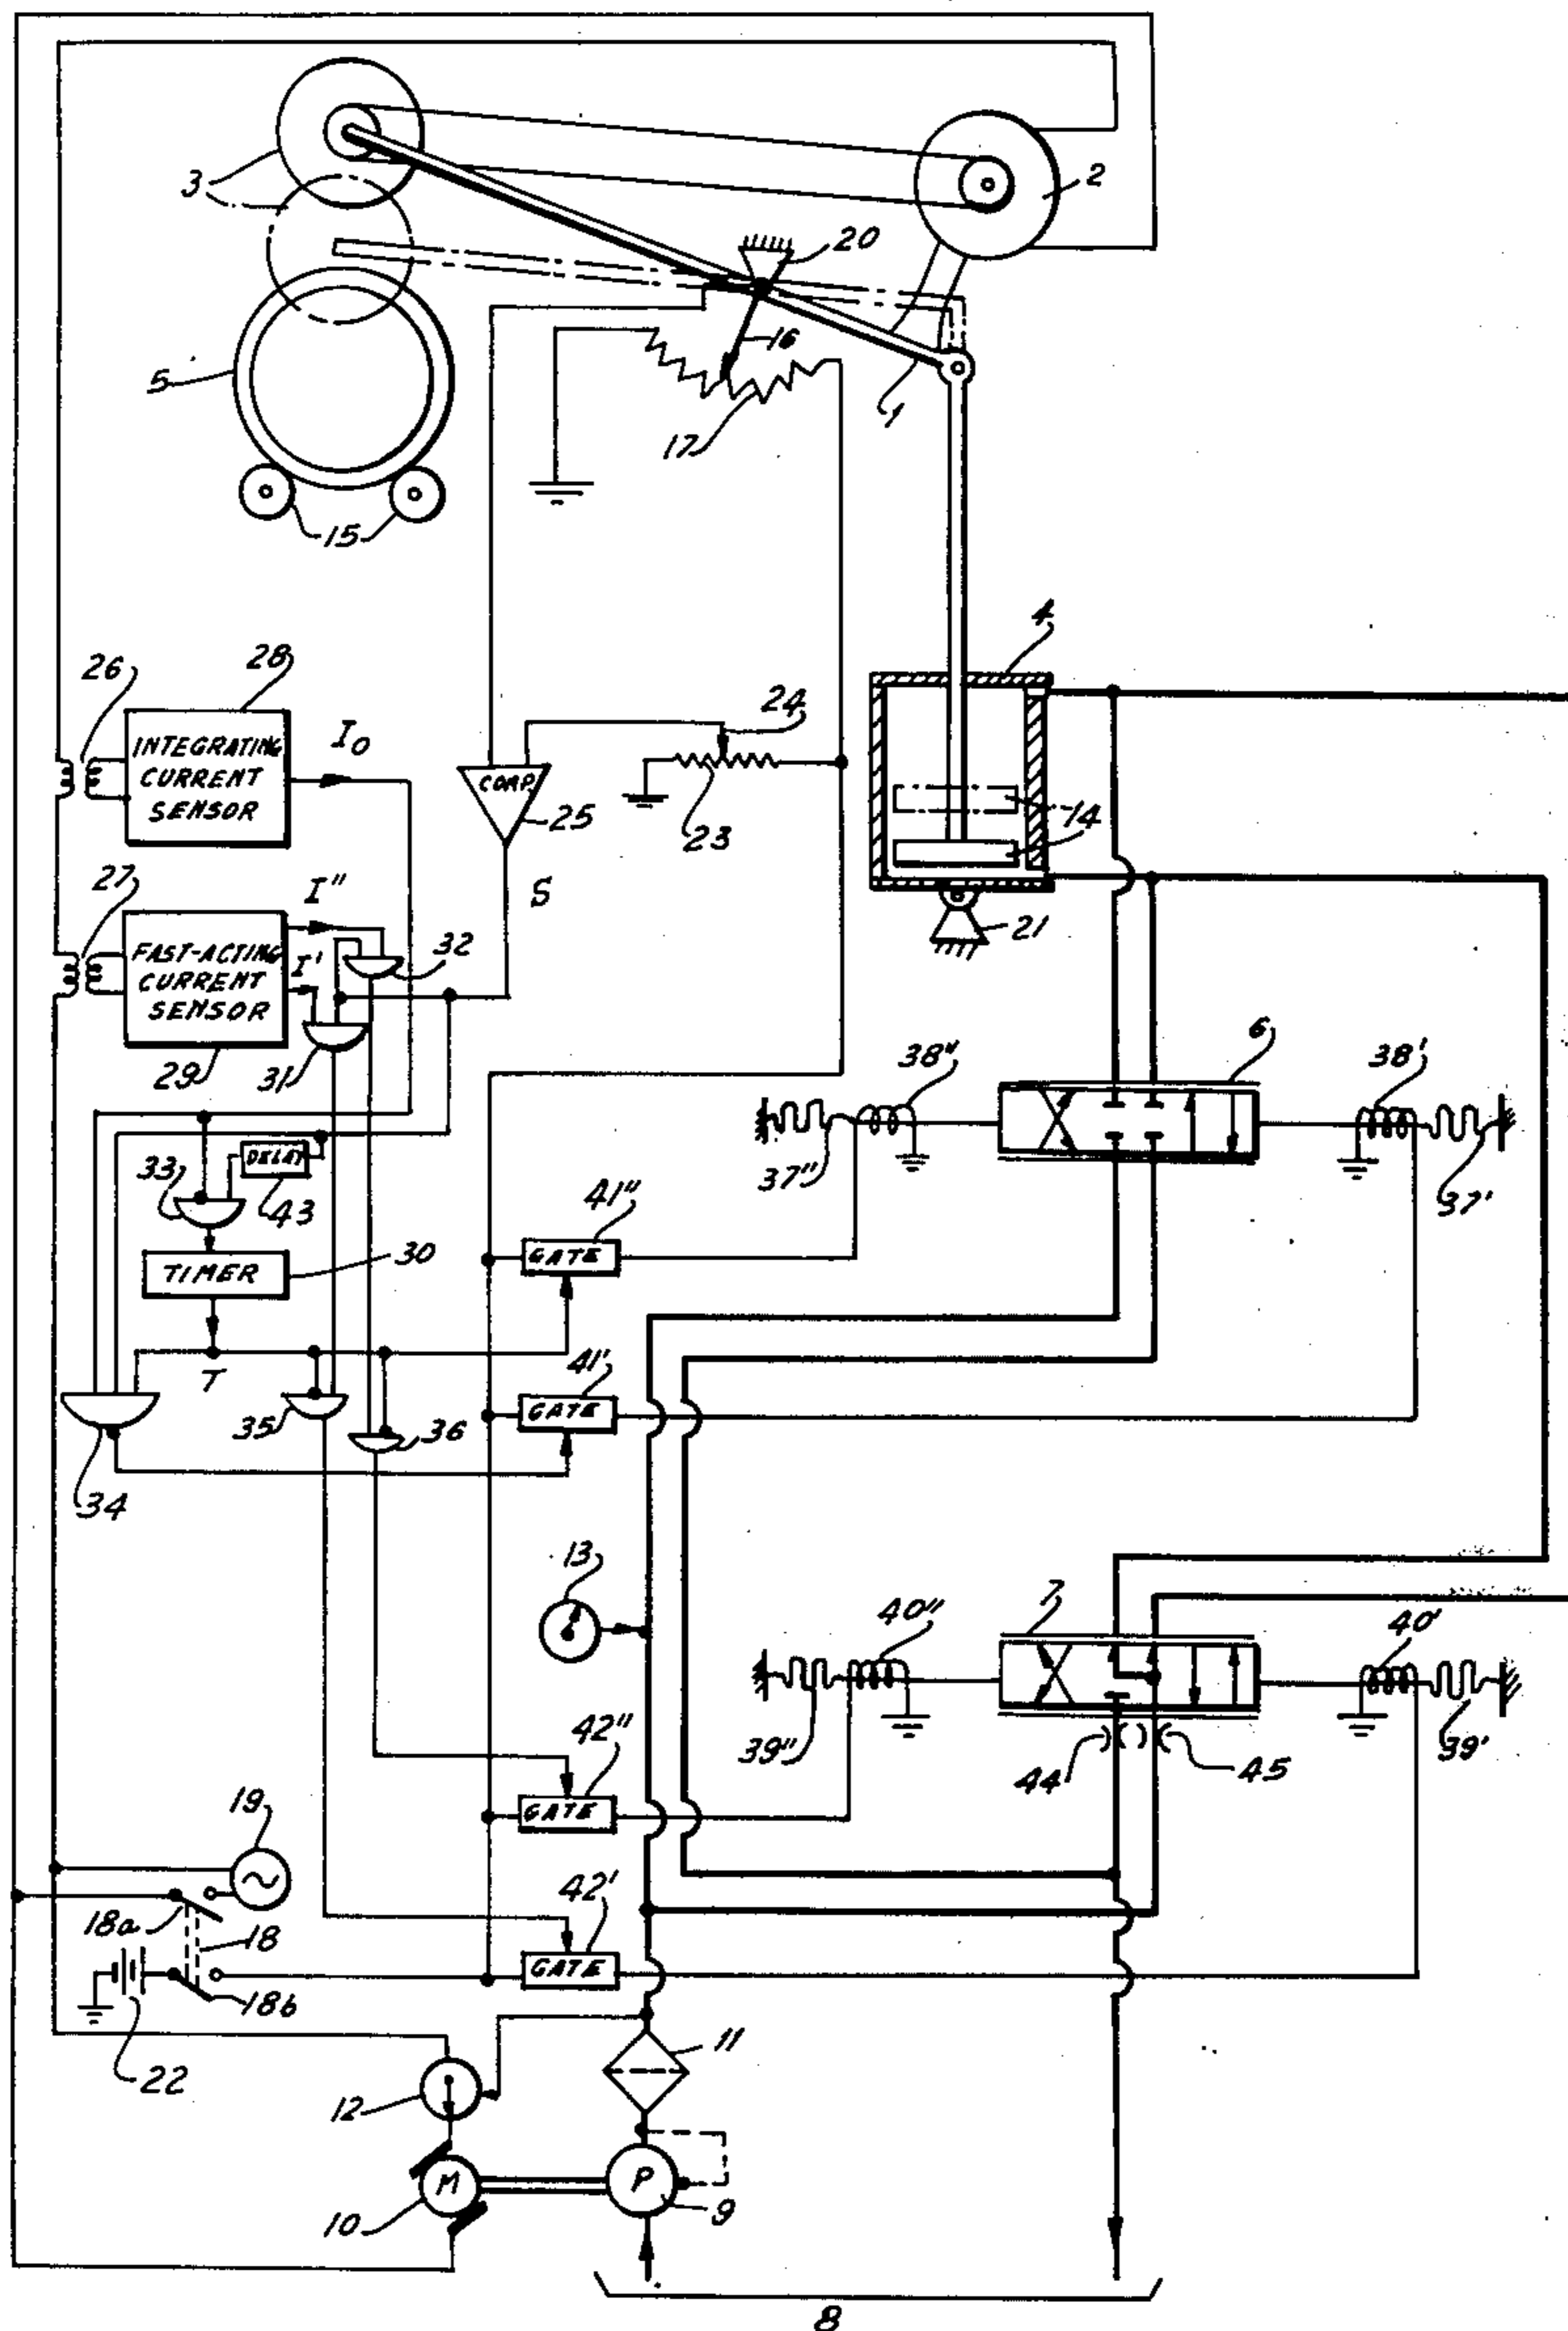 3
2
20
16
5
17
1
15
4
28
26
INTEGRATING
CURRENT
SENSOR
I0
24
COMP.
25
23
14
27
I"
FAST-ACTING
CURRENT
SENSOR
I'
32
S
21
29
31
6
38"
38'
37"
37'
33
DELAY
43
41"
GATE
TIMER
30
T
41'
GATE
35
36
34
13
7
40"
40'
39"
39'
42"
GATE
44
45
19
18a
18
42'
GATE
18b
22
11
12
M
P
10
9
8